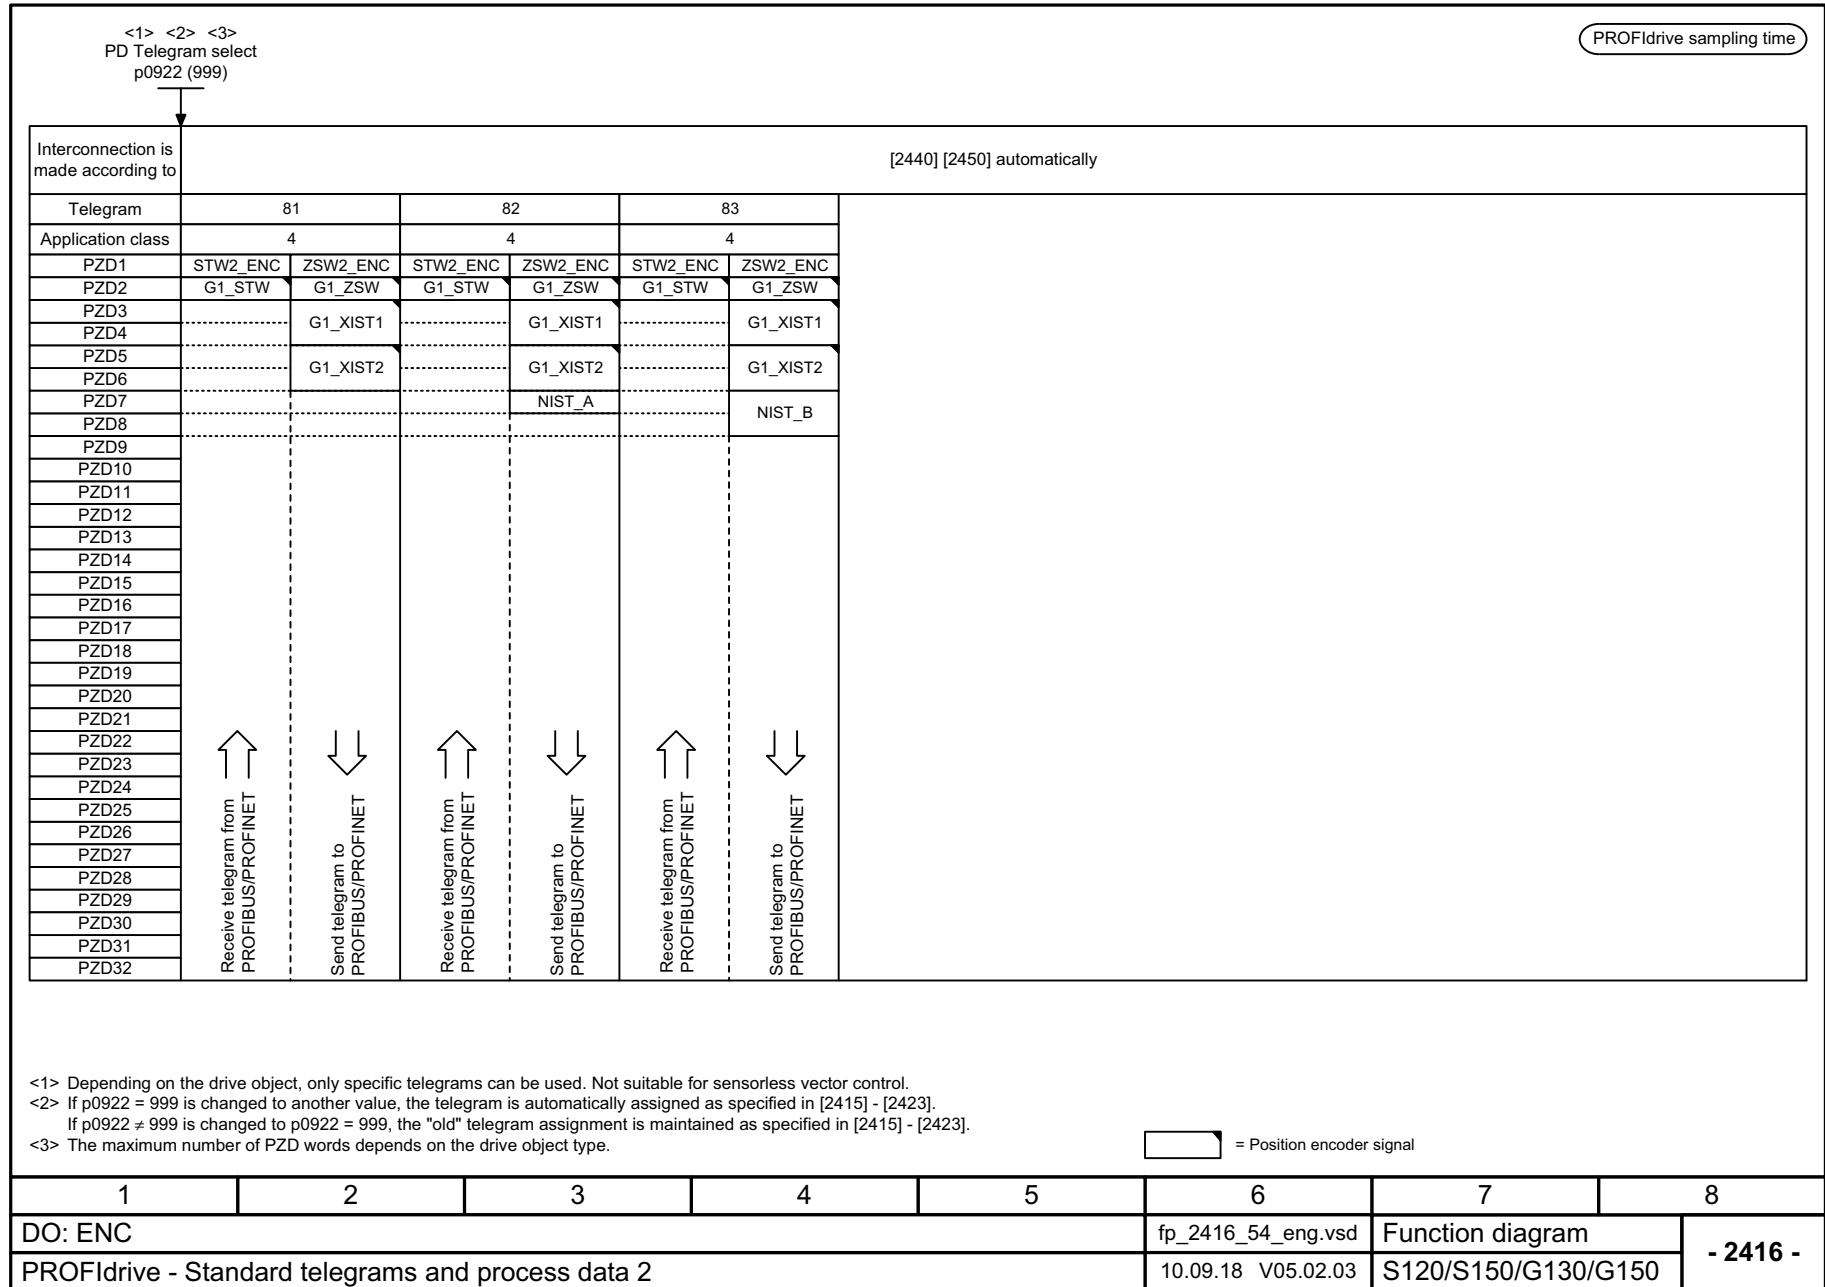 <1> <2> <3>
PD Telegram select
p0922 (999)
PROFIdrive sampling time
Interconnection is
made according to
[2440] [2450] automatically
Telegram 81 82 83
Application class 4 4 4
PZD1 STW2_ENC ZSW2_ENC STW2_ENC ZSW2_ENC STW2_ENC ZSW2_ENC
PZD2 G1_STW G1_ZSW G1_STW G1_ZSW G1_STW G1_ZSW
PZD3
G1_XIST1 G1_XIST1 G1_XIST1
PZD4
PZD5
G1_XIST2 G1_XIST2 G1_XIST2
PZD6
PZD7 NIST_A
NIST_B
PZD8
PZD9
PZD10
PZD11
PZD12
PZD13
PZD14
PZD15
PZD16
PZD17
PZD18
PZD19
PZD20
PZD21
PZD22
PZD23
PZD24
PZD25
PZD26
PZD27
PZD28
PZD29
PZD30
PZD31
PZD32
Receive telegram from
PROFIBUS/PROFINET
Send telegram to
PROFIBUS/PROFINET
Receive telegram from
PROFIBUS/PROFINET
Send telegram to
PROFIBUS/PROFINET
Receive telegram from
PROFIBUS/PROFINET
Send telegram to
PROFIBUS/PROFINET
<1> Depending on the drive object, only specific telegrams can be used. Not suitable for sensorless vector control.
<2> If p0922 = 999 is changed to another value, the telegram is automatically assigned as specified in [2415] - [2423].
If p0922 ≠ 999 is changed to p0922 = 999, the "old" telegram assignment is maintained as specified in [2415] - [2423].
<3> The maximum number of PZD words depends on the drive object type.
= Position encoder signal
1 2 3 4 5 6 7 8
DO: ENC fp_2416_54_eng.vsd Function diagram
- 2416 -
PROFIdrive - Standard telegrams and process data 2 10.09.18 V05.02.03 S120/S150/G130/G150